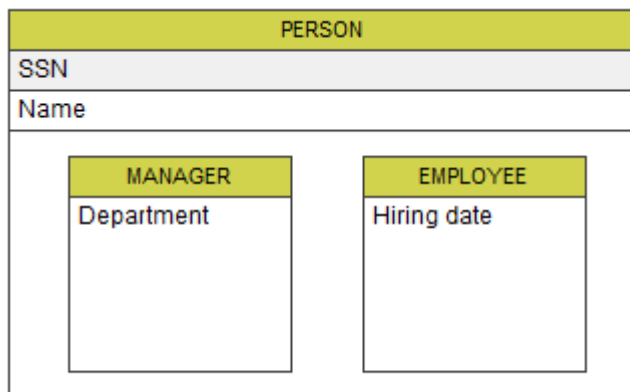 PERSON
SSN
Name
MANAGER
Department
EMPLOYEE
Hiring date